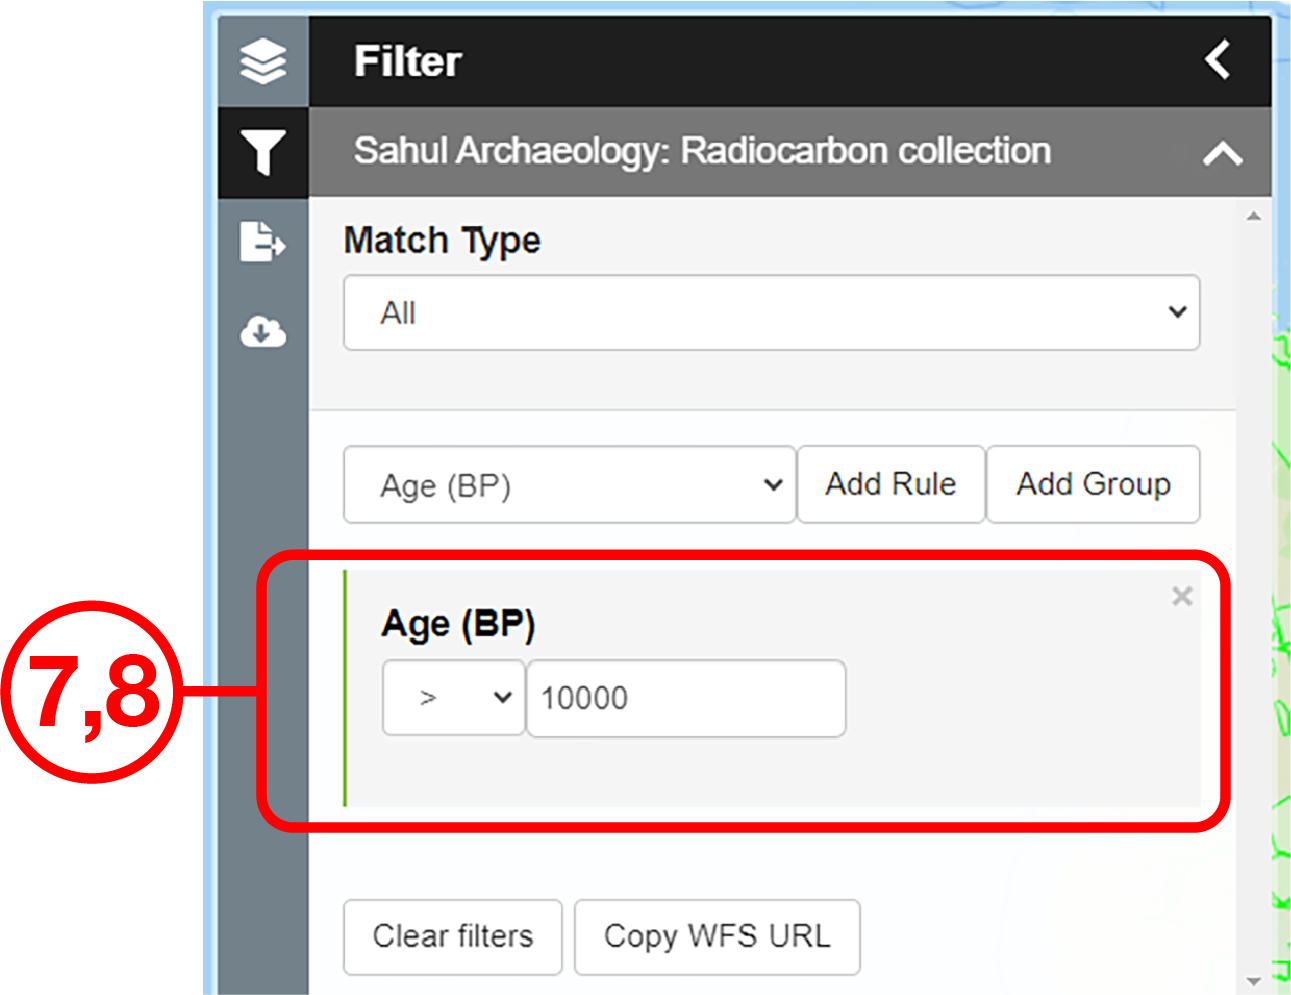 Filter
Sahul Archaeology: Radiocarbon collection
Match Type
All
Age (BP)
Add Rule
Add Group
Age (BP)
>
10000
7,8
Clear filters
Copy WFS URL